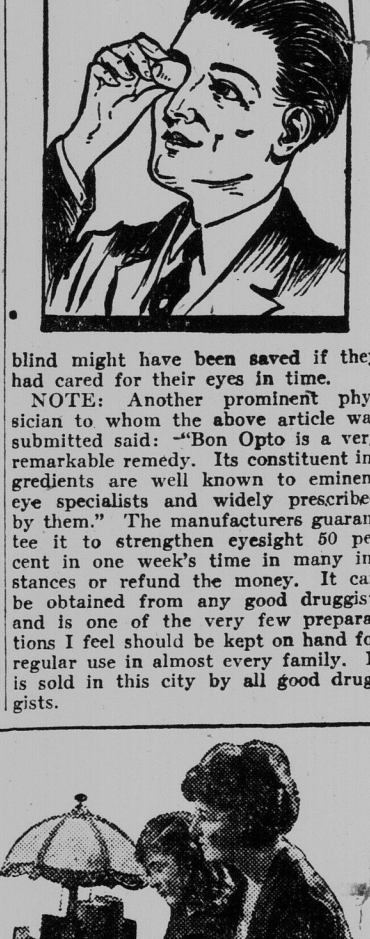 blind might have been saved if the
had cared for their eyes in time.
NOTE: Another prominent phy
sician to whom the above article wa
submitted said: -"Bon Opto is a ver
remarkable remedy. Its constituent in
gredients are well known to eminen
eye specialists and widely prescribe
by them." The manufacturers guaran
tee it to strengthen eyesight 50 pe
cent in one week's time in many in
stances or refund the money. It ca
be obtained from any good druggis
and is one of the very few prepara
tions I feel should be kept on hand fo
regular use in almost every family. I
is sold in this city by all good drug
gists.